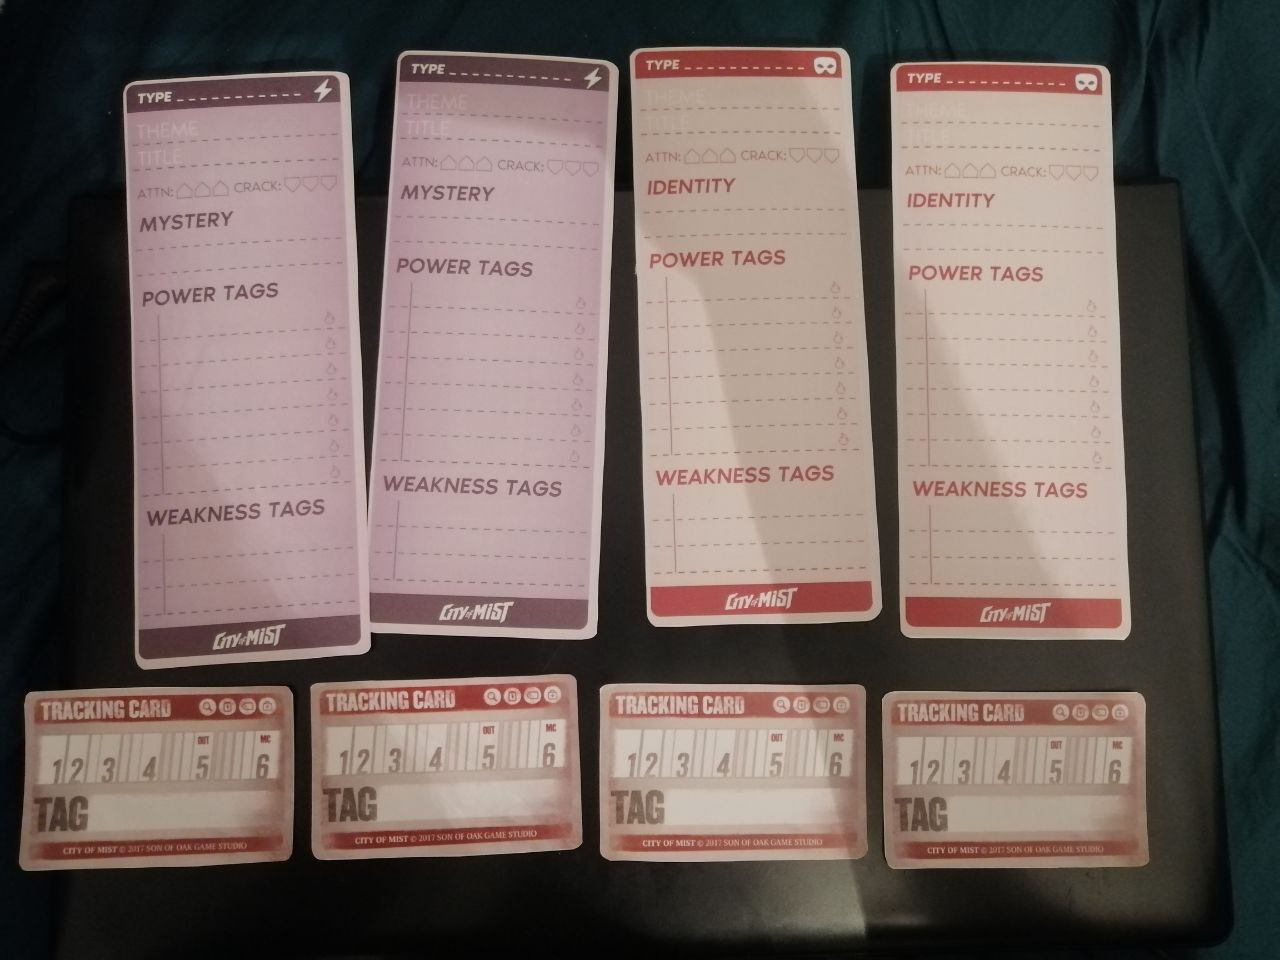 TYPE
THEME
TITLE
ATTN: CRACK:
MYSTERY
POWER TAGS
WEAKNESS TAGS
CITY of MIST
TYPE
THEME
TITLE
ATTN: CRACK:
MYSTERY
POWER TAGS
WEAKNESS TAGS
CITY of MIST
TYPE
THEME
TITLE
ATTN: CRACK:
IDENTITY
POWER TAGS
WEAKNESS TAGS
CITY of MIST
TYPE
THEME
TITLE
ATTN: CRACK:
IDENTITY
POWER TAGS
WEAKNESS TAGS
CITY of MIST
TRACKING CARD
OUT MC
1 2 3 4 5 6
TAG
CITY OF MIST © 2017 SON OF OAK GAME STUDIO
TRACKING CARD
OUT MC
1 2 3 4 5 6
TAG
CITY OF MIST © 2017 SON OF OAK GAME STUDIO
TRACKING CARD
OUT MC
1 2 3 4 5 6
TAG
CITY OF MIST © 2017 SON OF OAK GAME STUDIO
TRACKING CARD
OUT MC
1 2 3 4 5 6
TAG
CITY OF MIST © 2017 SON OF OAK GAME STUDIO